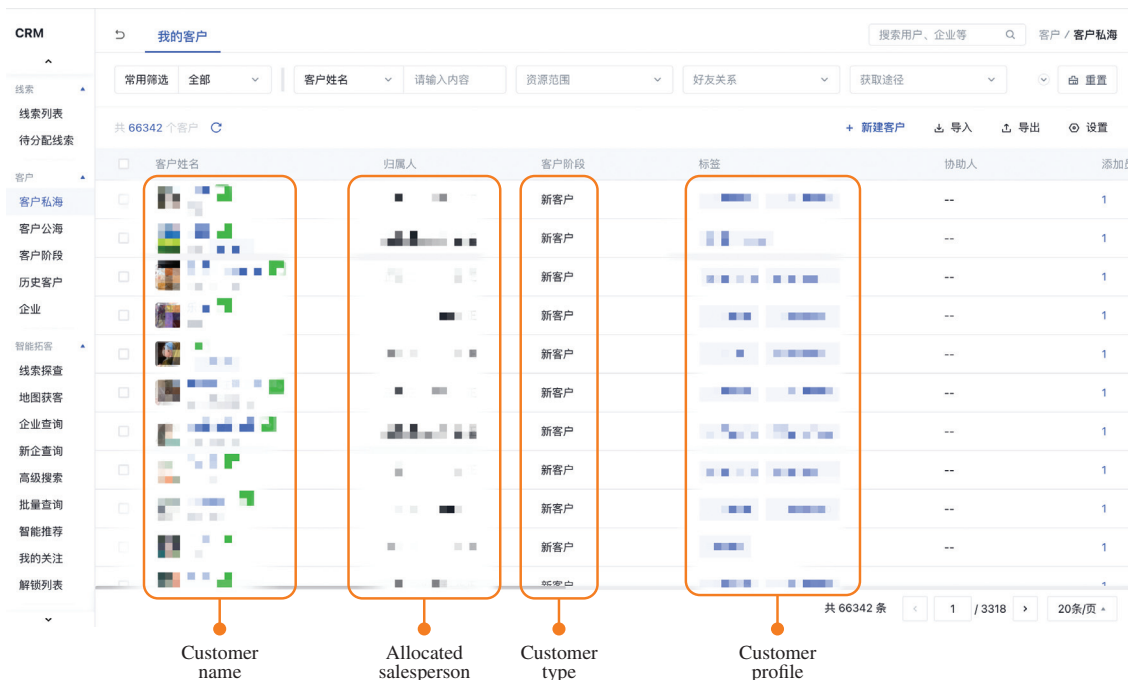 CRM
我的客户
搜索用户、企业等
客户 / 客户私海
常用筛选 全部 客户姓名 请输入内容 资源范围 好友关系 获取途径 重置
共 66342 个客户 + 新建客户 导入 导出 设置
客户姓名 归属人 客户阶段 标签 协助人 添加
线索
线索列表
待分配线索
客户
客户私海
客户公海
客户阶段
历史客户
企业
智能拓客
线索探查
地图获客
企业查询
新企查询
高级搜索
批量查询
智能推荐
我的关注
解锁列表
新客户 -- 1
新客户 -- 1
新客户 -- 1
新客户 -- 1
新客户 -- 1
新客户 -- 1
新客户 -- 1
新客户 -- 1
新客户 -- 1
新客户 -- 1
新客户
共 66342 条 < 1 / 3318 > 20条/页
Customer
name
Allocated
salesperson
Customer
type
Customer
profile